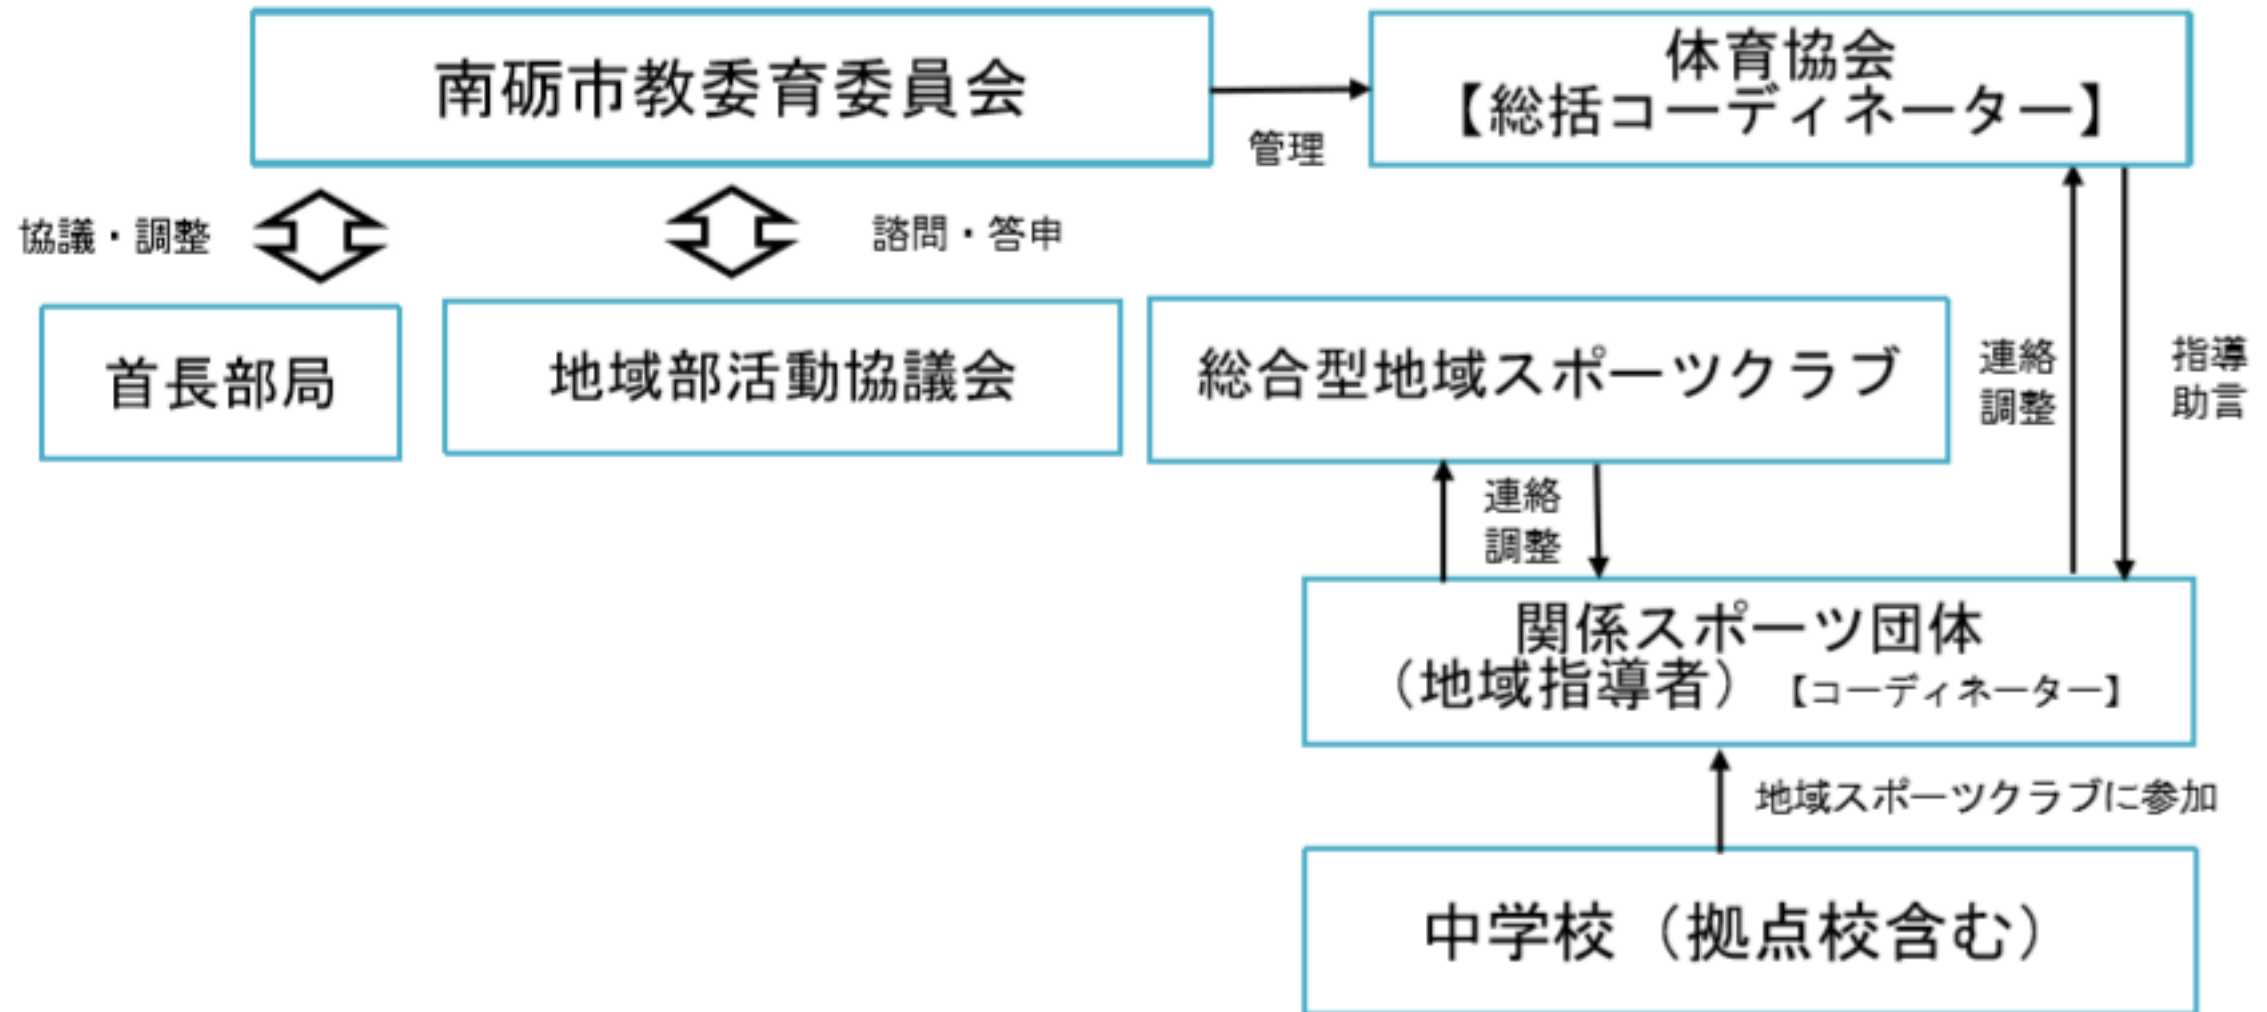 南砺市教委育委員会
体育協会
【総括コーディネーター】
管理
協議・調整
諮問・答申
首長部局
地域部活動協議会
総合型地域スポーツクラブ
連絡
調整
指導
助言
連絡
調整
関係スポーツ団体
（地域指導者）【コーディネーター】
地域スポーツクラブに参加
中学校（拠点校含む）